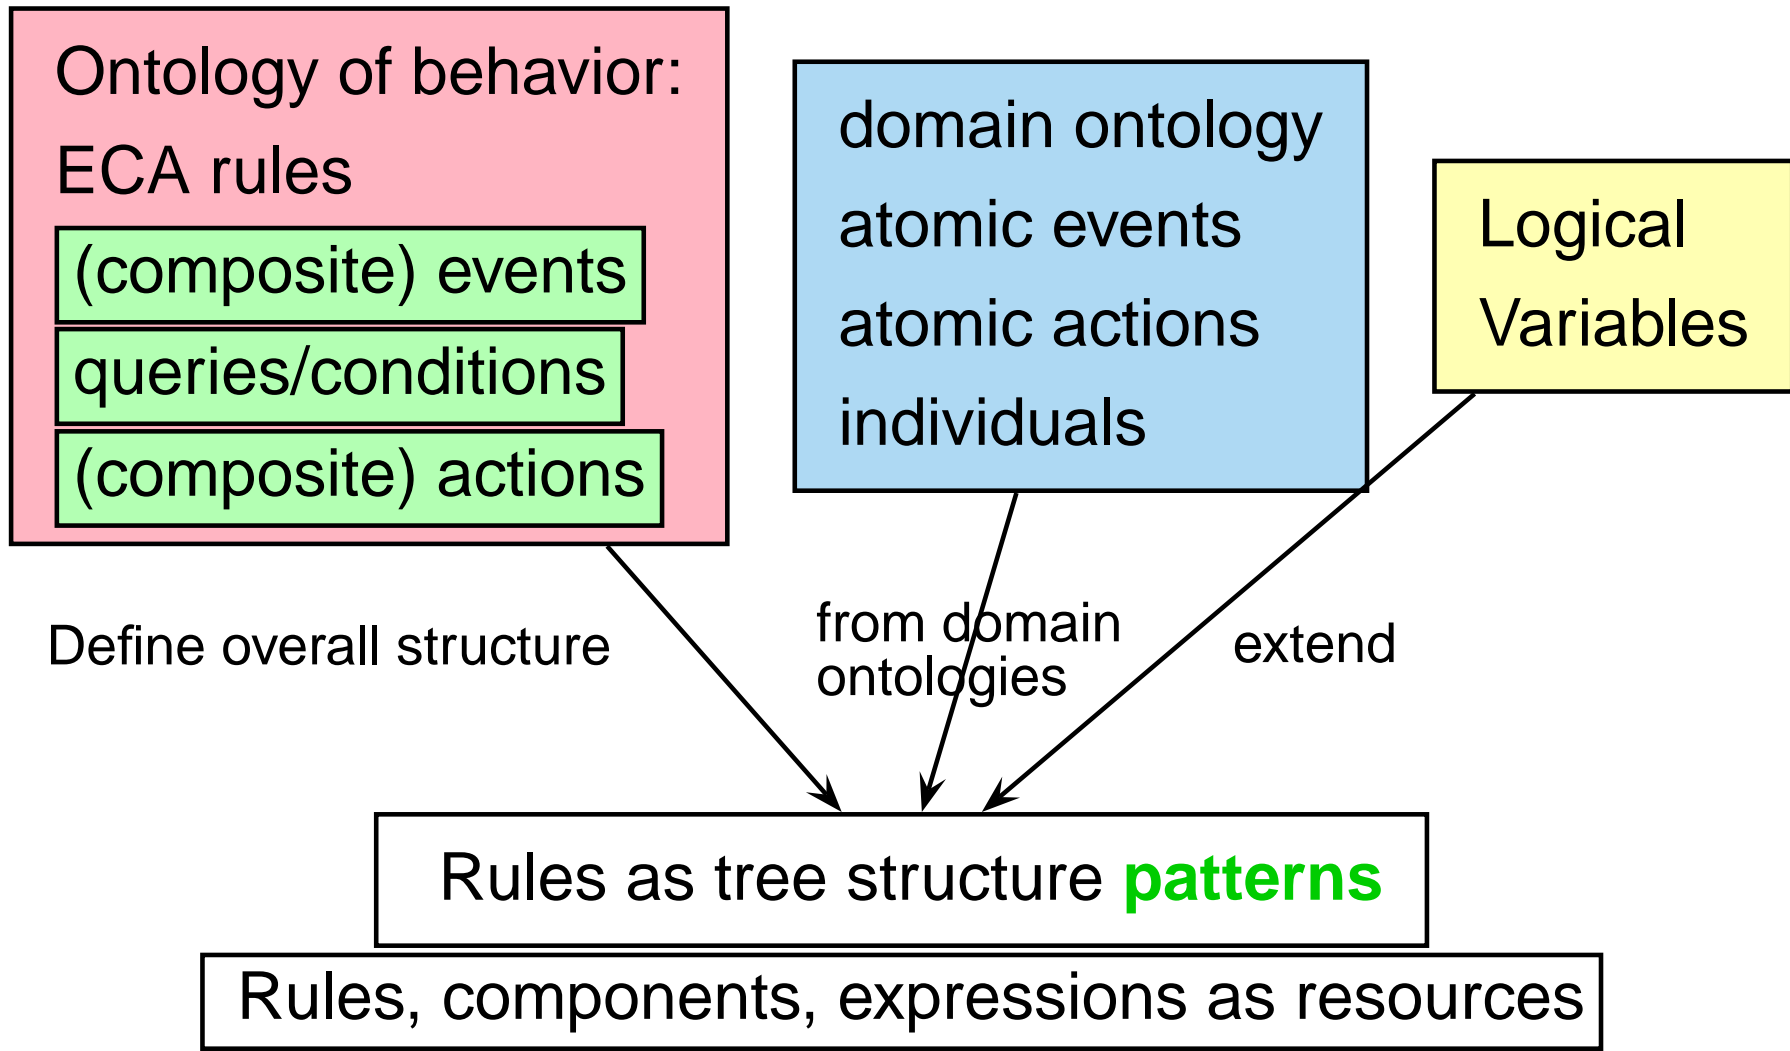 Ontology of behavior:
ECA rules
(composite) events
queries/conditions
(composite) actions
domain ontology
atomic events
atomic actions
individuals
Logical
Variables
Define overall structure
from domain
ontologies
extend
Rules as tree structure patterns
Rules, components, expressions as resources